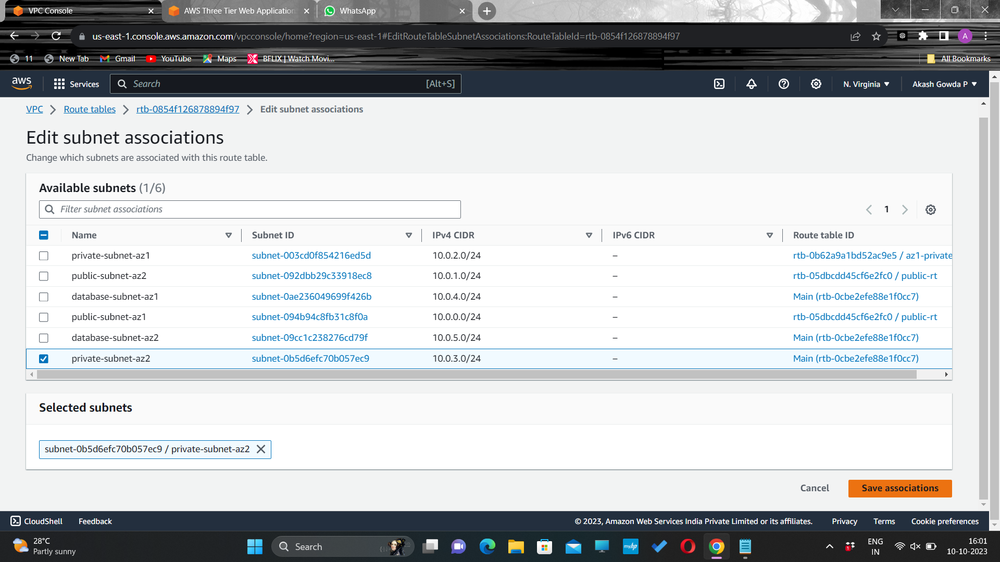 VPC Console
AWS Three Tier Web Application
WhatsApp
us-east-1.console.aws.amazon.com/vpcconsole/home?region=us-east-1#EditRouteTableSubnetAssociations:RouteTableId=rtb-0854f126878894f97
A
11
New Tab
Gmail
YouTube
Maps
BFLIX | Watch Movi...
All Bookmarks
aws
Services
Search
[Alt+S]
N. Virginia
Akash Gowda P
VPC
Route tables
rtb-0854f126878894f97
Edit subnet associations
Edit subnet associations
Change which subnets are associated with this route table.
Available subnets (1/6)
Filter subnet associations
1
Name Subnet ID IPv4 CIDR IPv6 CIDR Route table ID
private-subnet-az1 subnet-003cd0f854216ed5d 10.0.2.0/24 – rtb-0b62a9a1bd52ac9e5 / az1-private
public-subnet-az2 subnet-092dbb29c33918ec8 10.0.1.0/24 – rtb-05dbcdd45cf6e2fc0 / public-rt
database-subnet-az1 subnet-0ae236049699f426b 10.0.4.0/24 – Main (rtb-0cbe2efe88e1f0cc7)
public-subnet-az1 subnet-094b94c8fb31c8f0a 10.0.0.0/24 – rtb-05dbcdd45cf6e2fc0 / public-rt
database-subnet-az2 subnet-09cc1c238276cd79f 10.0.5.0/24 – Main (rtb-0cbe2efe88e1f0cc7)
private-subnet-az2 subnet-0b5d6efc70b057ec9 10.0.3.0/24 – Main (rtb-0cbe2efe88e1f0cc7)
Selected subnets
subnet-0b5d6efc70b057ec9 / private-subnet-az2
Cancel
Save associations
CloudShell
Feedback
© 2023, Amazon Web Services India Private Limited or its affiliates.
Privacy
Terms
Cookie preferences
28°C
Partly sunny
Search
myhp
1
ENG
IN
16:01
10-10-2023